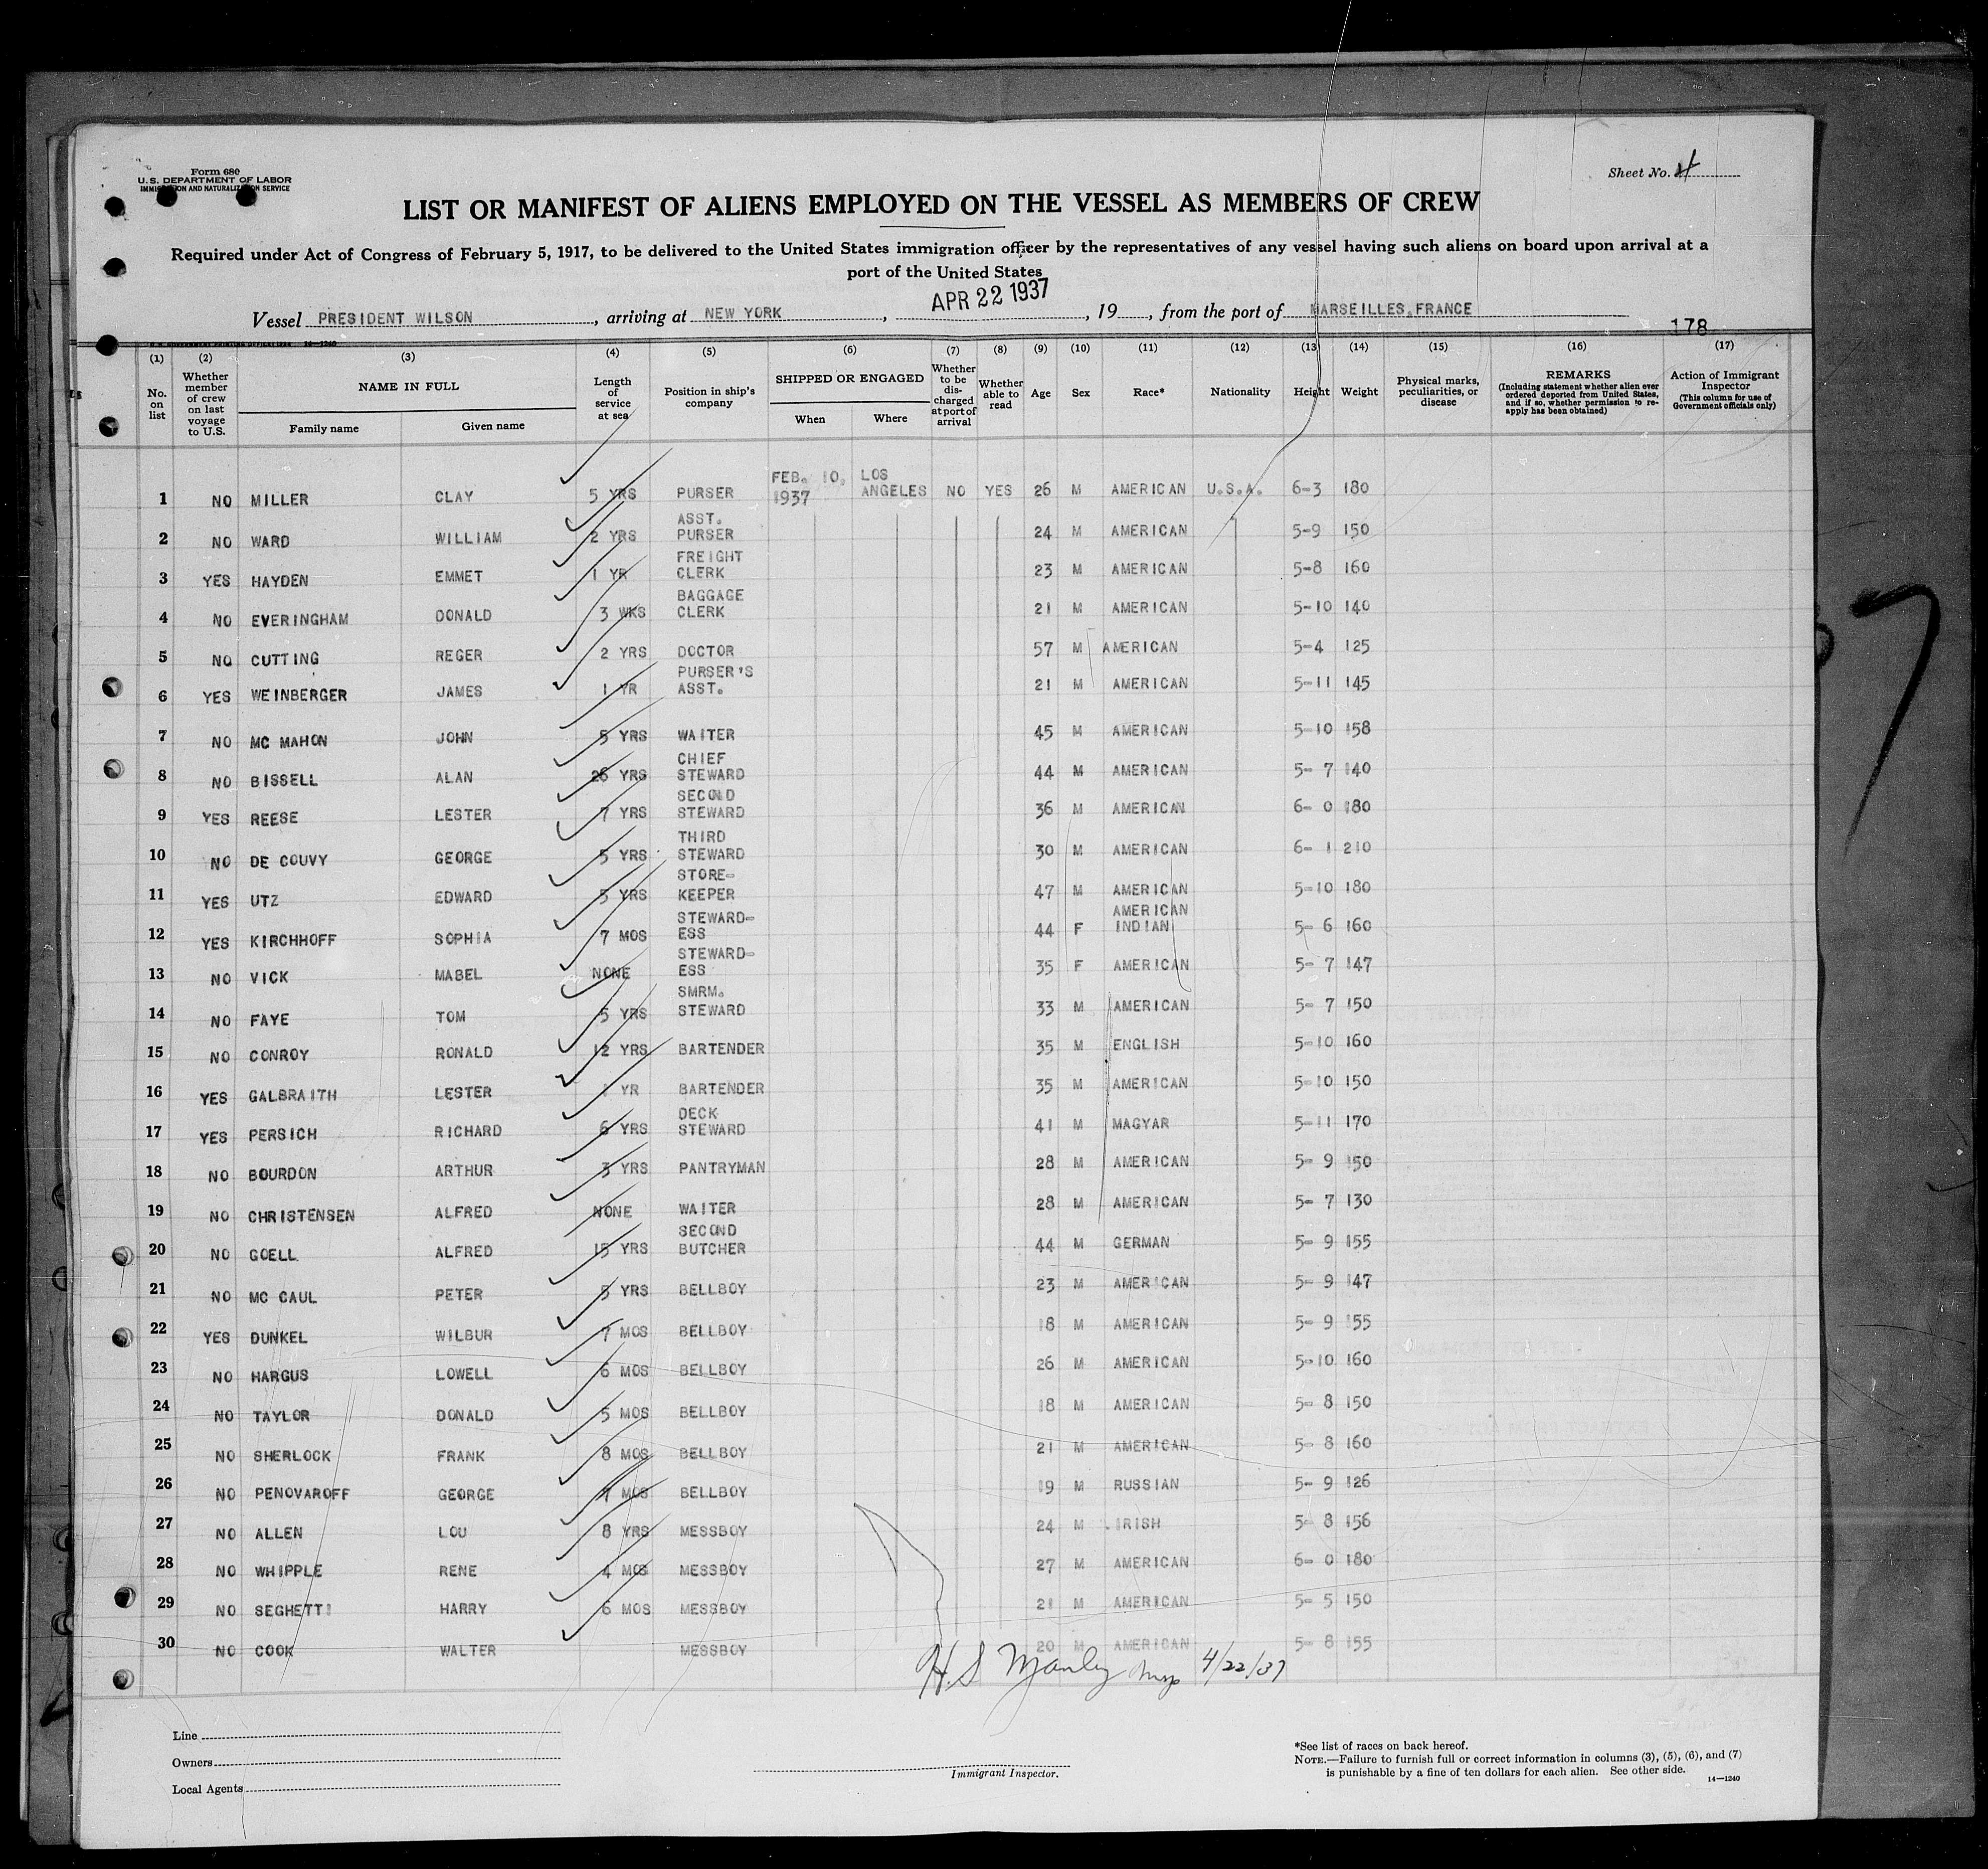 Form 680
U.S. DEPARTMENT OF LABOR
IMMIGRATION AND NATURALIZATION SERVICE
Sheet No. 4
LIST OR MANIFEST OF ALIENS EMPLOYED ON THE VESSEL AS MEMBERS OF CREW
Required under Act of Congress of February 5, 1917, to be delivered to the United States immigration officer by the representatives of any vessel having such aliens on board upon arrival at a
port of the United States
Vessel PRESIDENT WILSON, arriving at NEW YORK, APR 22 1937, 19, from the port of MARSEILLES, FRANCE
178
(1) (2) (3) (4) (5) (6) (7) (8) (9) (10) (11) (12) (13) (14) (15) (16) (17)
No. on list
Whether member of crew on last voyage to U.S.
NAME IN FULL
Family name Given name
Length of service at sea
Position in ship's company
SHIPPED OR ENGAGED
When Where
Whether to be discharged at port of arrival
Whether able to read
Age
Sex
Race*
Nationality
Height
Weight
Physical marks, peculiarities, or disease
REMARKS
(Including statement whether alien ever ordered deported from United States, and if so, whether permission to reapply has been obtained)
Action of Immigrant Inspector
(This column for use of Government officials only)
1 NO MILLER CLAY 5 YRS PURSER FEB. 10, 1937 LOS ANGELES NO YES 26 M AMERICAN U.S.A. 6-3 180
2 NO WARD WILLIAM 2 YRS ASST. PURSER 24 M AMERICAN 5-9 150
3 YES HAYDEN EMMET 1 YR FREIGHT CLERK 23 M AMERICAN 5-8 160
4 NO EVERINGHAM DONALD 3 WKS BAGGAGE CLERK 21 M AMERICAN 5-10 140
5 NO CUTTING REGER 2 YRS DOCTOR 57 M AMERICAN 5-4 125
6 YES WEINBERGER JAMES 1 YR PURSER'S ASST. 21 M AMERICAN 5-11 145
7 NO MC MAHON JOHN 5 YRS WAITER 45 M AMERICAN 5-10 158
8 NO BISSELL ALAN 26 YRS CHIEF STEWARD 44 M AMERICAN 5- 7 140
9 YES REESE LESTER 7 YRS SECOND STEWARD 36 M AMERICAN 6- 0 180
10 NO DE COUVY GEORGE 5 YRS THIRD STEWARD 30 M AMERICAN 6- 1 210
11 YES UTZ EDWARD 5 YRS STORE-KEEPER 47 M AMERICAN 5-10 180
12 YES KIRCHHOFF SOPHIA 7 MOS STEWARD-ESS 44 F AMERICAN INDIAN 5- 6 160
13 NO VICK MABEL NONE STEWARD-ESS 35 F AMERICAN 5- 7 147
14 NO FAYE TOM 5 YRS SMRM. STEWARD 33 M AMERICAN 5- 7 150
15 NO CONROY RONALD 12 YRS BARTENDER 35 M ENGLISH 5-10 160
16 YES GALBRAITH LESTER 1 YR BARTENDER 35 M AMERICAN 5-10 150
17 YES PERSICH RICHARD 6 YRS DECK STEWARD 41 M MAGYAR 5-11 170
18 NO BOURDON ARTHUR 3 YRS PANTRYMAN 28 M AMERICAN 5- 9 150
19 NO CHRISTENSEN ALFRED NONE WAITER 28 M AMERICAN 5- 7 130
20 NO GOELL ALFRED 15 YRS SECOND BUTCHER 44 M GERMAN 5- 9 155
21 NO MC CAUL PETER 5 YRS BELLBOY 23 M AMERICAN 5- 9 147
22 YES DUNKEL WILBUR 7 MOS BELLBOY 18 M AMERICAN 5- 9 155
23 NO HARGUS LOWELL 6 MOS BELLBOY 26 M AMERICAN 5-10 160
24 NO TAYLOR DONALD 5 MOS BELLBOY 18 M AMERICAN 5- 8 150
25 NO SHERLOCK FRANK 8 MOS BELLBOY 21 M AMERICAN 5- 8 160
26 NO PENOVAROFF GEORGE 7 MOS BELLBOY 19 M RUSSIAN 5- 9 126
27 NO ALLEN LOU 8 YRS MESSBOY 24 M IRISH 5- 8 156
28 NO WHIPPLE RENE 4 MOS MESSBOY 27 M AMERICAN 6- 0 180
29 NO SEGHETTI HARRY 6 MOS MESSBOY 21 M AMERICAN 5- 5 150
30 NO COOK WALTER MESSBOY 20 M AMERICAN 5- 8 155
H.S Manley 4/22/37
Line
Owners
Local Agents
Immigrant Inspector.
*See list of races on back hereof.
NOTE.—Failure to furnish full or correct information in columns (3), (5), (6), and (7)
is punishable by a fine of ten dollars for each alien. See other side.
14—1240